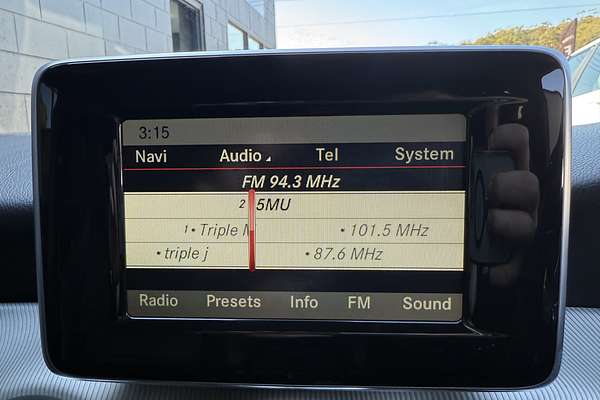 3:15
Navi Audio Tel System
FM 94.3 MHz
2 5MU
1 • Triple M • 101.5 MHz
• triple j • 87.6 MHz
Radio Presets Info FM Sound